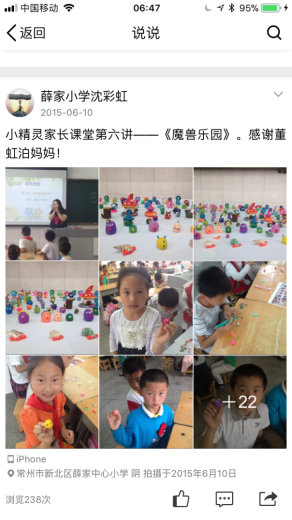 中国移动
06:47
95%
返回
说说
薛家小学沈彩虹
2015-06-10
小精灵家长课堂第六讲——《魔兽乐园》。感谢董
虹泊妈妈！
+22
iPhone
常州市新北区薛家中心小学 阴 拍摄于2015年6月10日
浏览238次